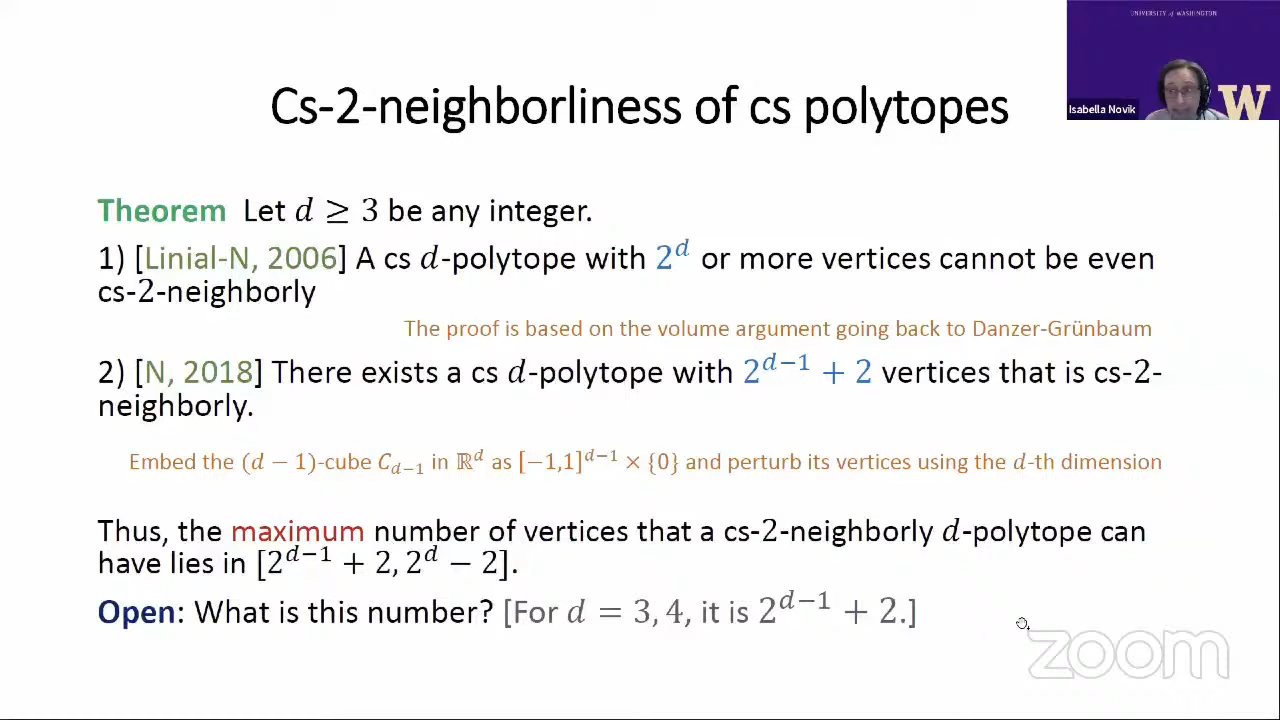 UNIVERSITY of WASHINGTON
W
Isabella Novik
Cs-2-neighborliness of cs polytopes
Theorem Let $d \geq 3$ be any integer.
1) [Linial-N, 2006] A cs $d$-polytope with $2^d$ or more vertices cannot be even
cs-2-neighborly
The proof is based on the volume argument going back to Danzer-Grünbaum
2) [N, 2018] There exists a cs $d$-polytope with $2^{d-1} + 2$ vertices that is cs-2-
neighborly.
Embed the $(d-1)$-cube $C_{d-1}$ in $\mathbb{R}^d$ as $[-1,1]^{d-1} \times \{0\}$ and perturb its vertices using the $d$-th dimension
Thus, the maximum number of vertices that a cs-2-neighborly $d$-polytope can
have lies in $[2^{d-1} + 2, 2^d - 2]$.
Open: What is this number? [For $d = 3, 4$, it is $2^{d-1} + 2$.]
zoom